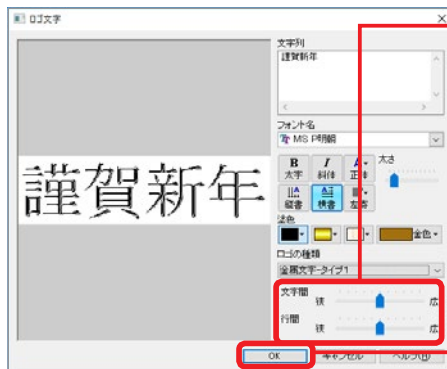 ロゴ文字
謹賀新年
文字列
謹賀新年
フォント名
MS P明朝
B
太字
I
斜体
A
正体
太さ
縦書
横書
左寄
塗色
金色
ロゴの種類
金属文字-タイプ1
文字間
狭
広
行間
狭
広
OK
キャンセル
ヘルプ(H)